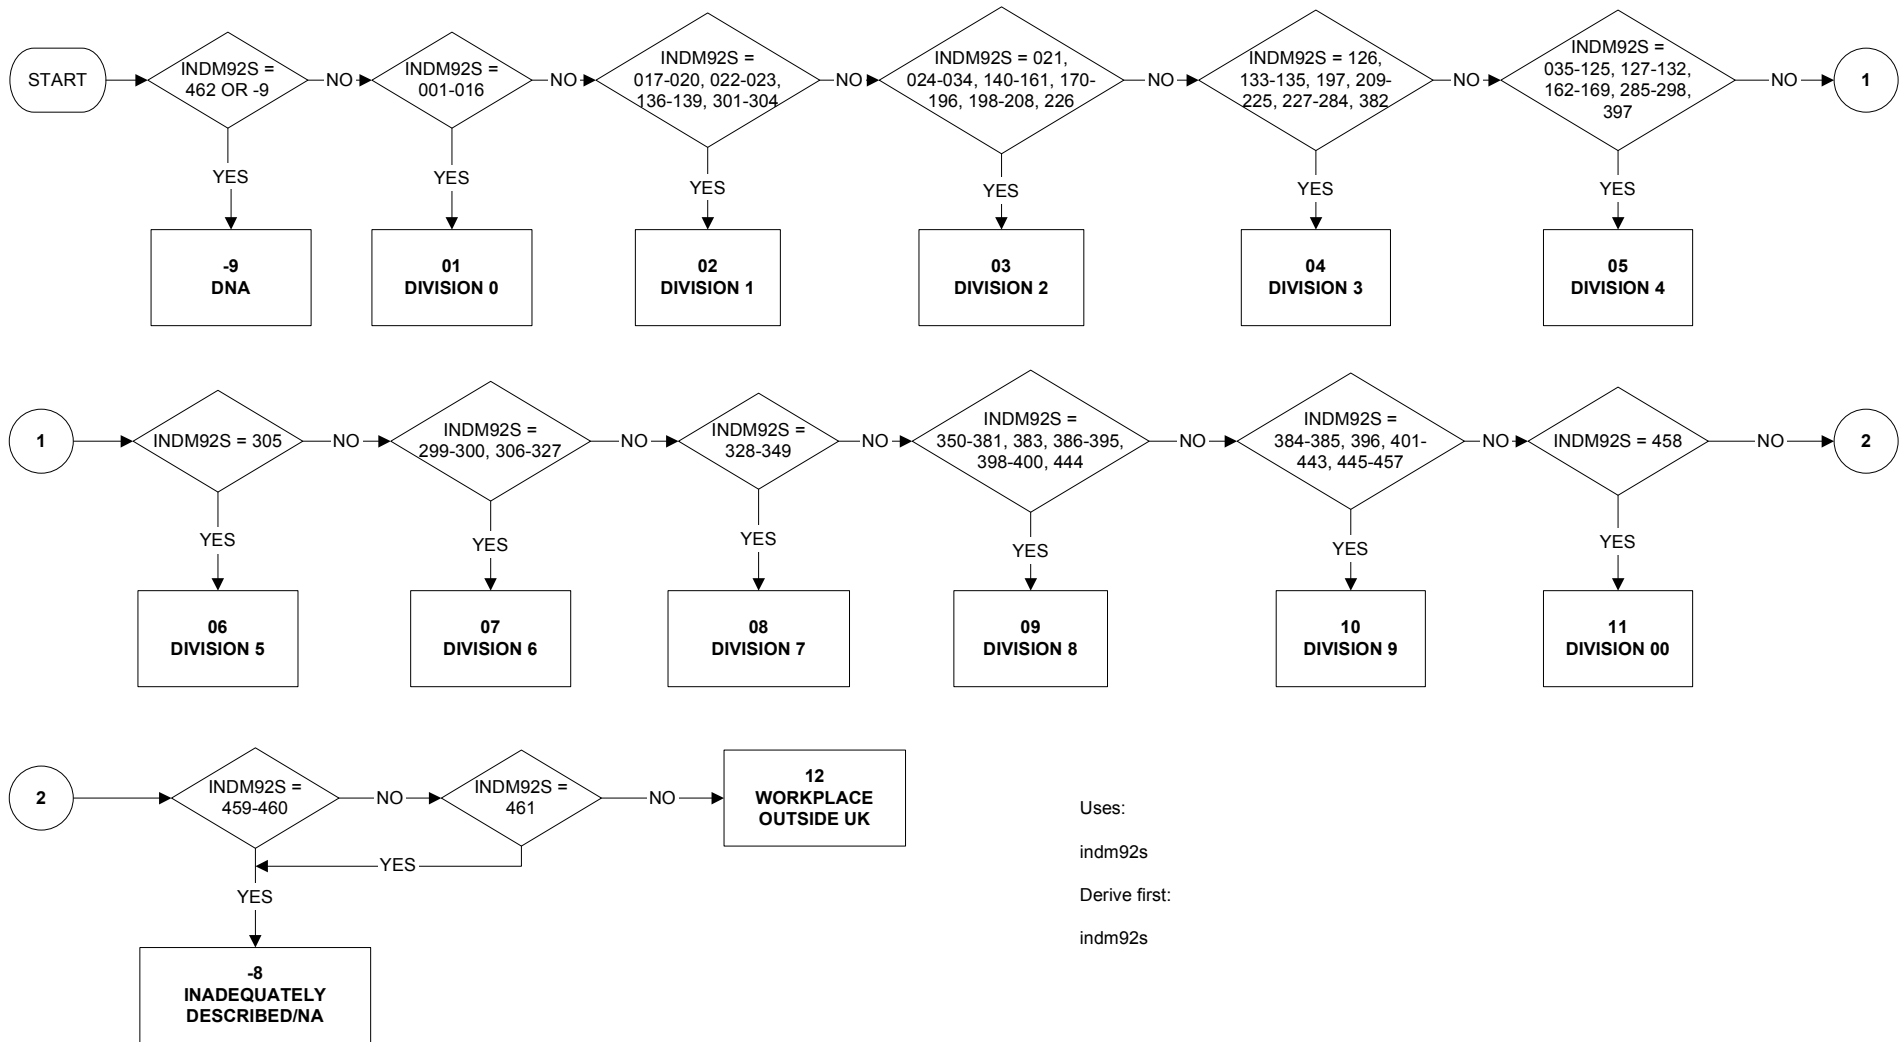 START
INDM92S =
462 OR -9
NO
INDM92S =
001-016
NO
INDM92S =
017-020, 022-023,
136-139, 301-304
NO
INDM92S = 021,
024-034, 140-161, 170-
196, 198-208, 226
NO
INDM92S = 126,
133-135, 197, 209-
225, 227-284, 382
NO
INDM92S =
035-125, 127-132,
162-169, 285-298,
397
NO
1
YES
YES
YES
YES
YES
YES
-9
DNA
01
DIVISION 0
02
DIVISION 1
03
DIVISION 2
04
DIVISION 3
05
DIVISION 4
1
INDM92S = 305
NO
INDM92S =
299-300, 306-327
NO
INDM92S =
328-349
NO
INDM92S =
350-381, 383, 386-395,
398-400, 444
NO
INDM92S =
384-385, 396, 401-
443, 445-457
NO
INDM92S = 458
NO
2
YES
YES
YES
YES
YES
YES
06
DIVISION 5
07
DIVISION 6
08
DIVISION 7
09
DIVISION 8
10
DIVISION 9
11
DIVISION 00
2
INDM92S =
459-460
NO
INDM92S =
461
NO
12
WORKPLACE
OUTSIDE UK
YES
YES
-8
INADEQUATELY
DESCRIBED/NA
Uses:
indm92s
Derive first:
indm92s